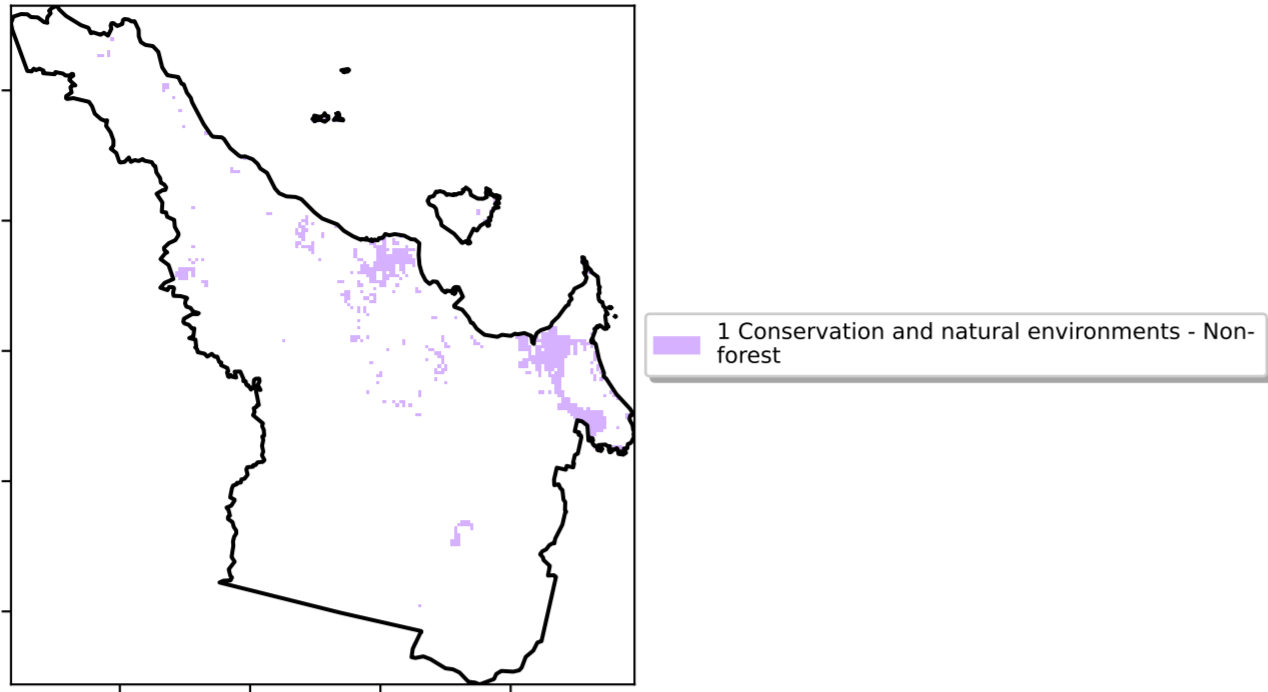 1 Conservation and natural environments - Non-
forest